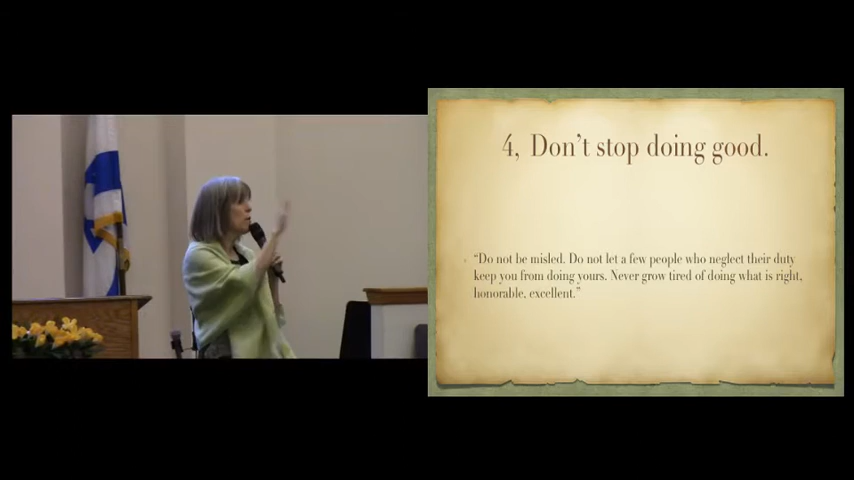 4, Don't stop doing good.
“Do not be misled. Do not let a few people who neglect their duty
keep you from doing yours. Never grow tired of doing what is right,
honorable, excellent.”